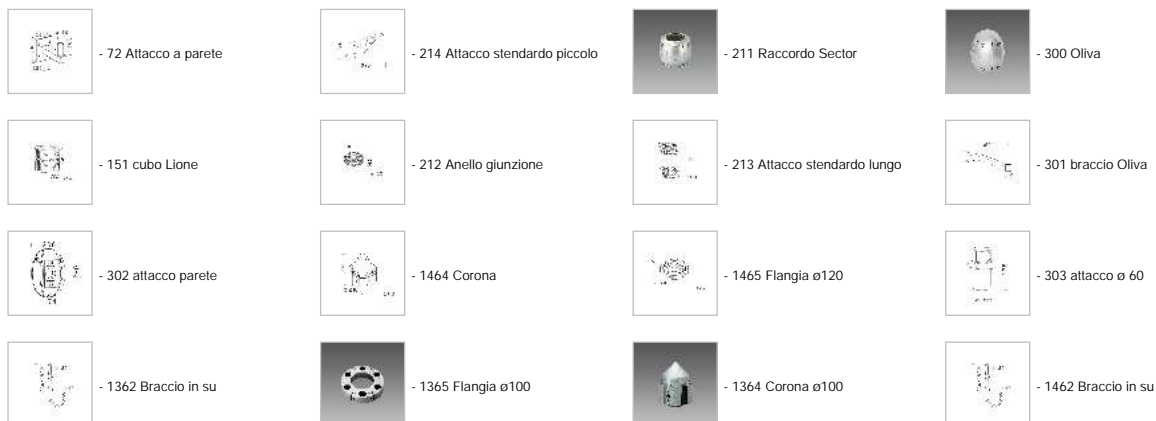 - 72 Attacco a parete
- 214 Attacco stendardo piccolo
- 211 Raccordo Sector
- 300 Oliva
- 151 cubo Lione
- 212 Anello giunzione
- 213 Attacco stendardo lungo
- 301 braccio Oliva
- 302 attacco parete
- 1464 Corona
- 1465 Flangia ø120
- 303 attacco ø 60
- 1362 Braccio in su
- 1365 Flangia ø100
- 1364 Corona ø100
- 1462 Braccio in su